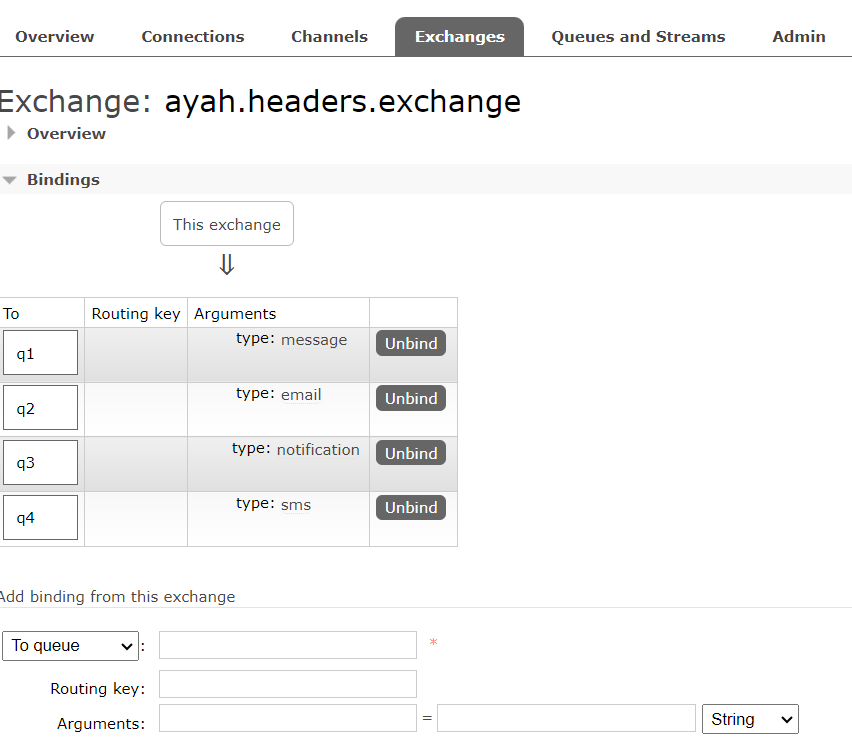 Overview Connections Channels Exchanges Queues and Streams Admin
Exchange: ayah.headers.exchange
Overview
Bindings
This exchange
⇓
To Routing key Arguments
q1 type: message Unbind
q2 type: email Unbind
q3 type: notification Unbind
q4 type: sms Unbind
Add binding from this exchange
To queue : *
Routing key:
Arguments: = String